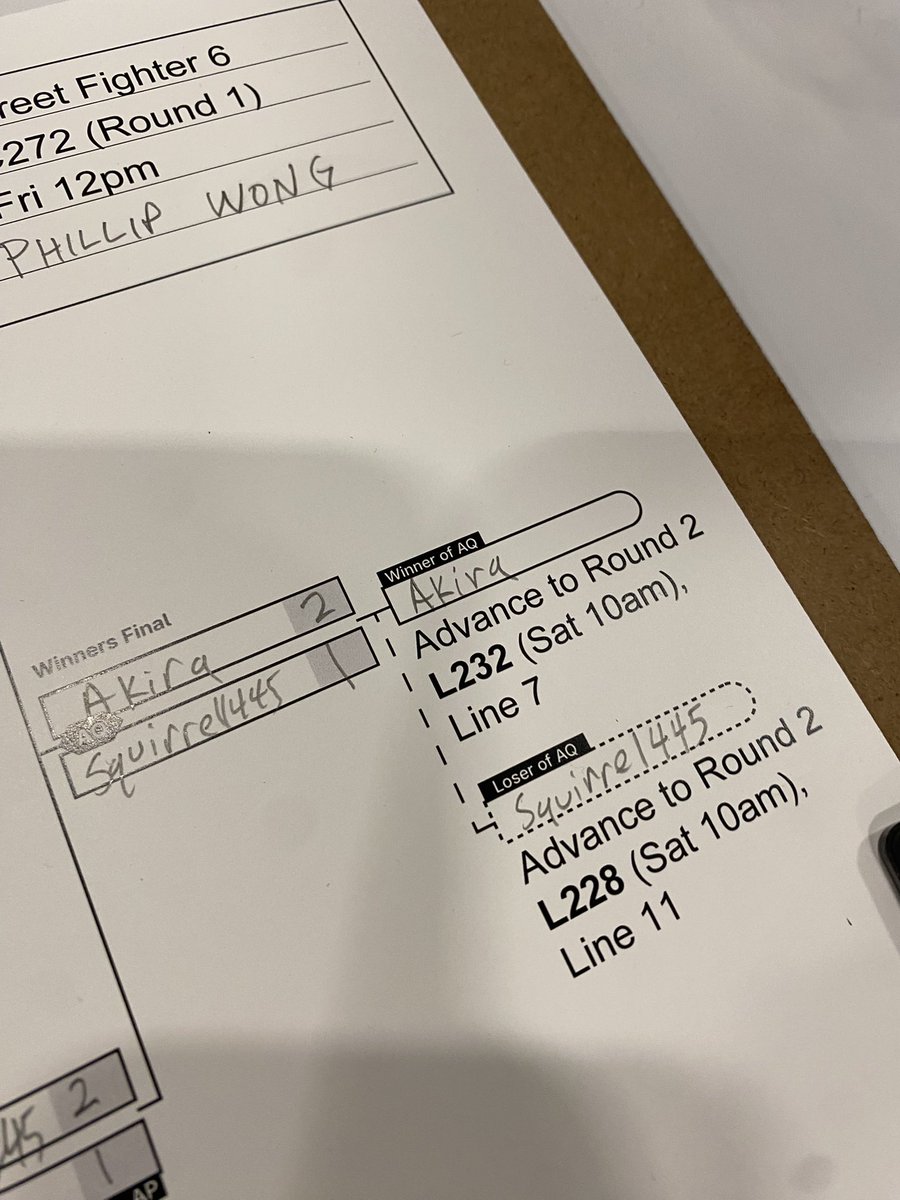 reet Fighter 6
272 (Round 1)
Fri 12pm
PHILLIP WONG
Winners Final
Akira 2
AQ
Squirrel445 1
Winner of AQ
Akira
Advance to Round 2
L232 (Sat 10am),
Line 7
Loser of AQ
Squirrel445
Advance to Round 2
L228 (Sat 10am),
Line 11
45 2
1
AP